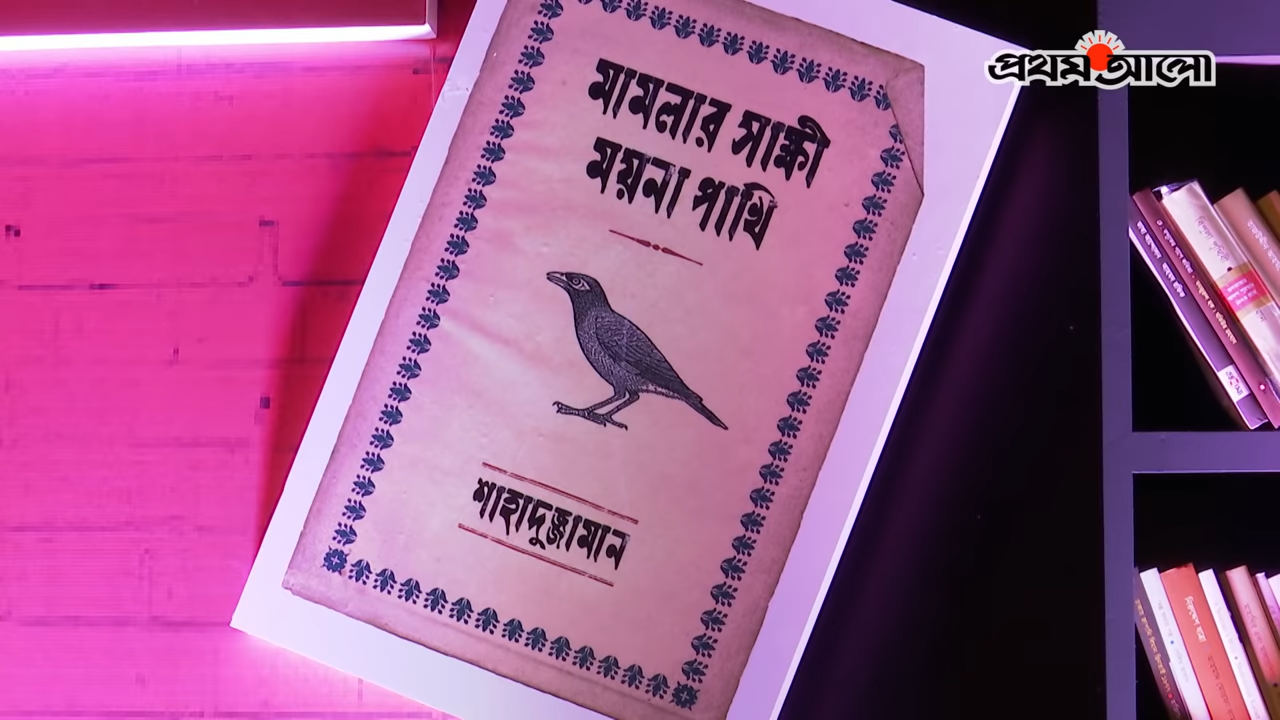 প্রথম আলো
মামলার সাক্ষী
ময়না পাখি
শাহাদুজ্জামান